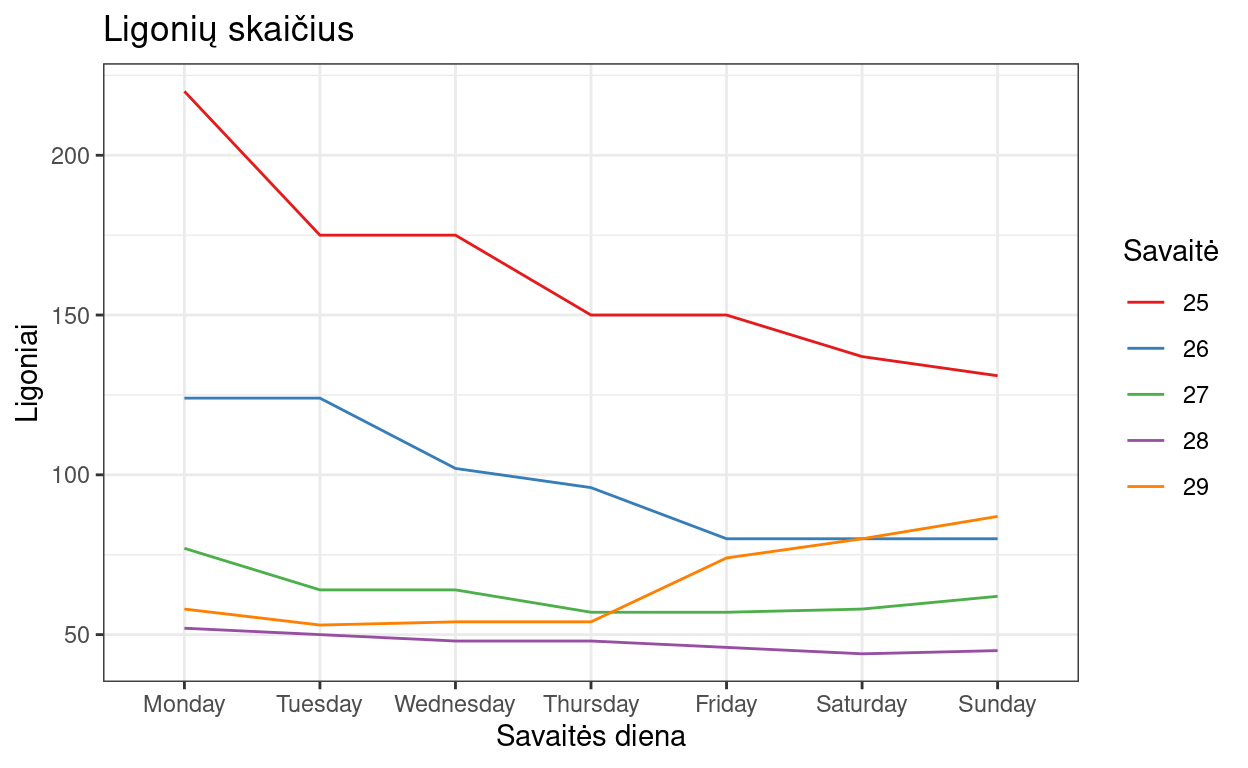 Ligonių skaičius
200
150
100
50
Ligoniai
Monday Tuesday Wednesday Thursday Friday Saturday Sunday
Savaitės diena
Savaitė
25
26
27
28
29